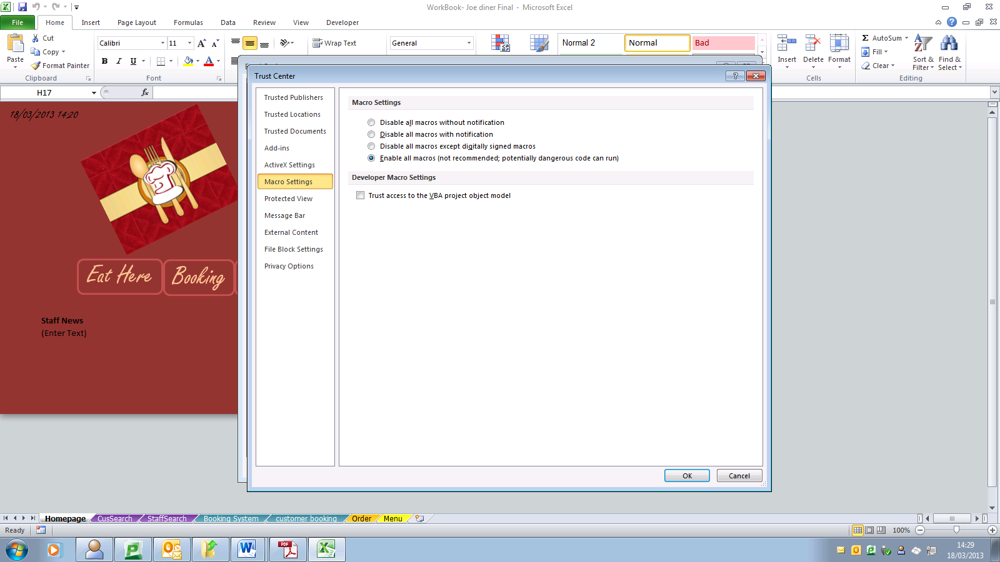 WorkBook- Joe diner Final - Microsoft Excel
File Home Insert Page Layout Formulas Data Review View Developer
Paste
Cut
Copy
Format Painter
Clipboard
Calibri 11
B I U
Font
Wrap Text
General
Normal 2 Normal Bad
Insert Delete Format
Cells
Σ AutoSum
Fill
Clear
Sort & Filter
Find & Select
Editing
H17 fx
18/03/2013 14:20
Eat Here Booking
Staff News
(Enter Text)
Trust Center
Trusted Publishers
Trusted Locations
Trusted Documents
Add-ins
ActiveX Settings
Macro Settings
Protected View
Message Bar
External Content
File Block Settings
Privacy Options
Macro Settings
Disable all macros without notification
Disable all macros with notification
Disable all macros except digitally signed macros
Enable all macros (not recommended; potentially dangerous code can run)
Developer Macro Settings
Trust access to the VBA project object model
OK Cancel
Homepage CusSearch StaffSearch Booking System customer booking Order Menu
Ready 100%
PDF
14:29
18/03/2013